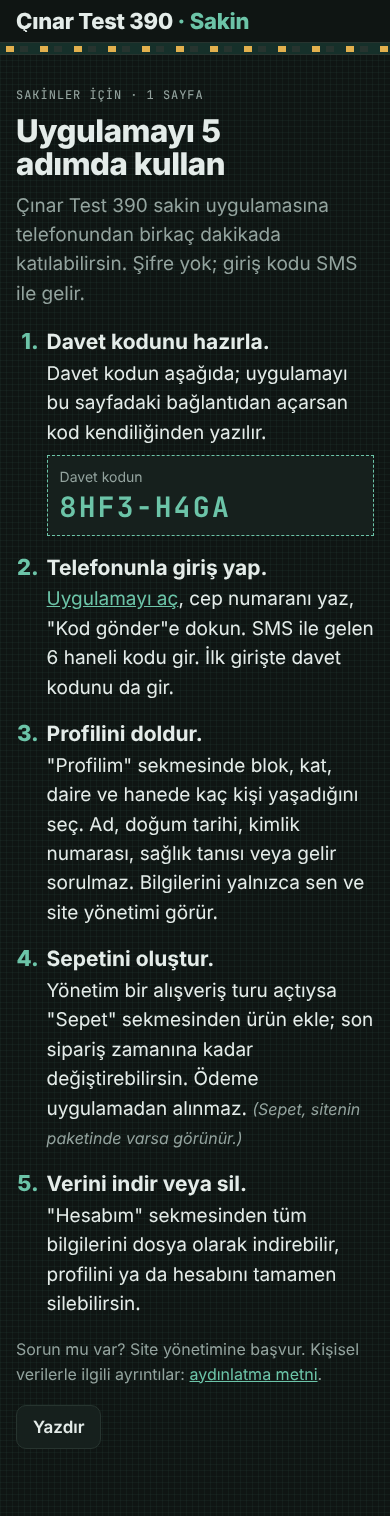 Çınar Test 390 · Sakin
SAKİNLER İÇİN · 1 SAYFA
Uygulamayı 5
adımda kullan
Çınar Test 390 sakin uygulamasına
telefonundan birkaç dakikada
katılabilirsin. Şifre yok; giriş kodu SMS
ile gelir.
1. Davet kodunu hazırla.
Davet kodun aşağıda; uygulamayı
bu sayfadaki bağlantıdan açarsan
kod kendiliğinden yazılır.
Davet kodun
8HF3-H4GA
2. Telefonunla giriş yap.
Uygulamayı aç, cep numaranı yaz,
"Kod gönder"e dokun. SMS ile gelen
6 haneli kodu gir. İlk girişte davet
kodunu da gir.
3. Profilini doldur.
"Profilim" sekmesinde blok, kat,
daire ve hanede kaç kişi yaşadığını
seç. Ad, doğum tarihi, kimlik
numarası, sağlık tanısı veya gelir
sorulmaz. Bilgilerini yalnızca sen ve
site yönetimi görür.
4. Sepetini oluştur.
Yönetim bir alışveriş turu açtıysa
"Sepet" sekmesinden ürün ekle; son
sipariş zamanına kadar
değiştirebilirsin. Ödeme
uygulamadan alınmaz. (Sepet, sitenin
paketinde varsa görünür.)
5. Verini indir veya sil.
"Hesabım" sekmesinden tüm
bilgilerini dosya olarak indirebilir,
profilini ya da hesabını tamamen
silebilirsin.
Sorun mu var? Site yönetimine başvur. Kişisel
verilerle ilgili ayrıntılar: aydınlatma metni.
Yazdır